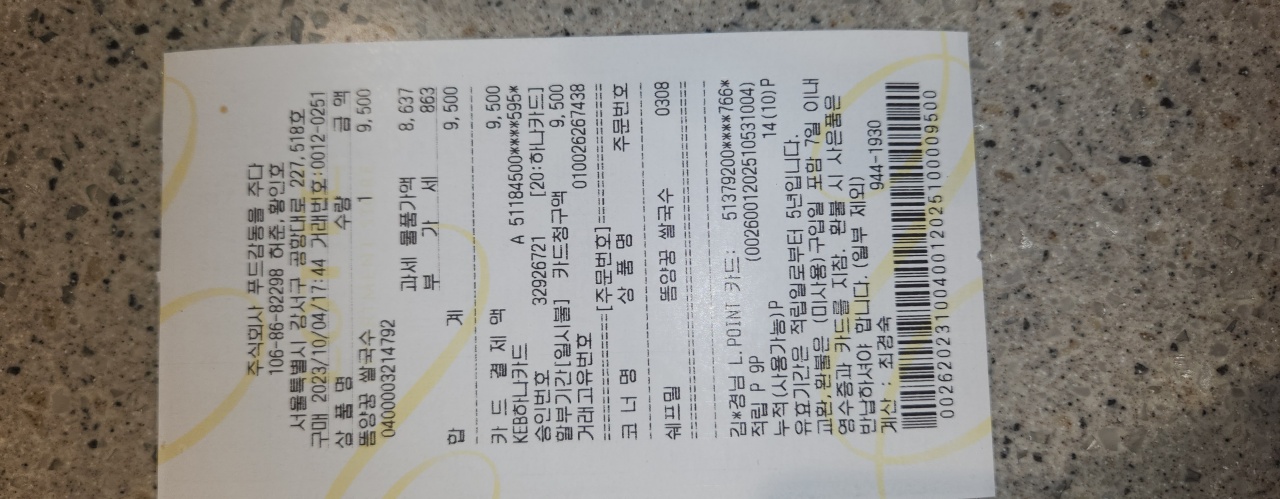 주식회사 푸드감동을 주다
106-86-82298 허준 황인호
서울특별시 강서구 공항대로 227,518호
구매 2023/10/04/17:44 거래번호:0012-0251
상 품 명 수량 금 액
똠양꿍 쌀국수 1 9,500
0400003214792
과세 물품가액 8,637
부 가 세 863
합 계 9,500
카 드 결 제 액 9,500
KEB하나카드 A 51184500****595*
승인번호 32926721 [20:하나카드]
할부기간[일시불] 카드청구액 9,500
거래고유번호 010026267438
=====[주문번호]=====
코 너 명 상 품 명 주문번호
쉐프밀 똠양꿍 쌀국수 0308
김*경님 L.POINT 카드: 51379200****766*
적립 P 9P (0026001202510531004)
누적(사용가능)P 14(10)P
유효기간은 적립일로부터 5년입니다.
교환,환불은 (미사용)구입일 포함 7일 이내
영수증과 카드를 지참, 환불 시 사은품은
반납하셔야 합니다. (일부 제외)
계산 : 최경숙 944-1930
0026202310040012025100009500